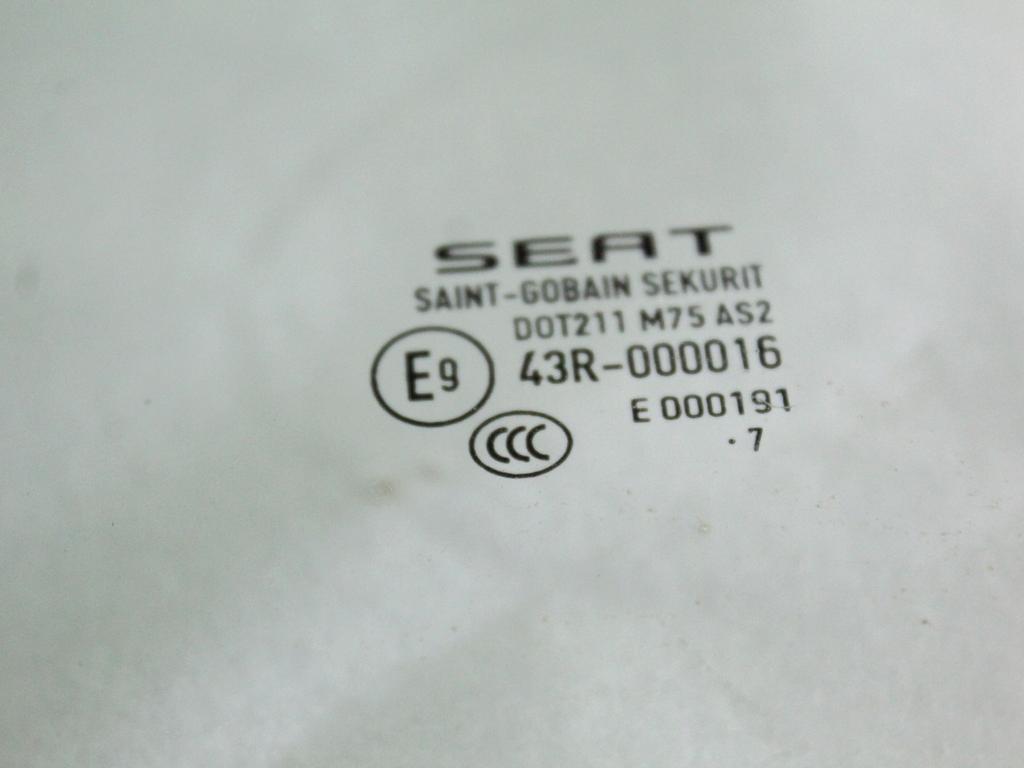 SEAT
SAINT-GOBAIN SEKURIT
DOT211 M75 AS2
E9 43R-000016
E 000191
CCC
. 7